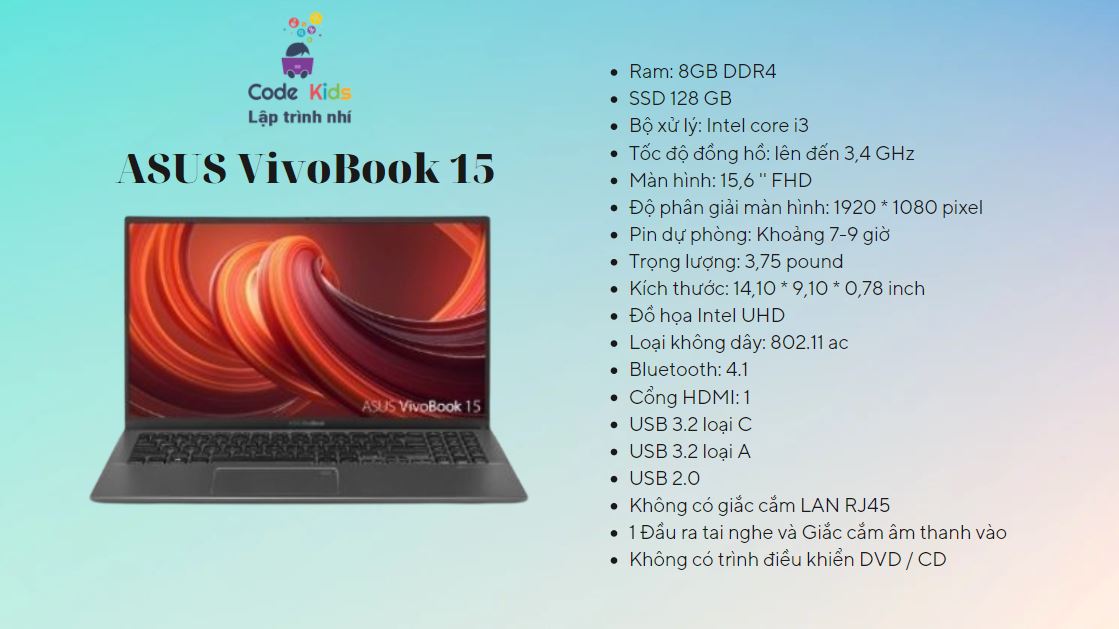 Code Kids
Lập trình nhí
ASUS VivoBook 15
ASUS VivoBook 15
Ram: 8GB DDR4
SSD 128 GB
Bộ xử lý: Intel core i3
Tốc độ đồng hồ: lên đến 3,4 GHz
Màn hình: 15,6 " FHD
Độ phân giải màn hình: 1920 * 1080 pixel
Pin dự phòng: Khoảng 7-9 giờ
Trọng lượng: 3,75 pound
Kích thước: 14,10 * 9,10 * 0,78 inch
Đồ họa Intel UHD
Loại không dây: 802.11 ac
Bluetooth: 4.1
Cổng HDMI: 1
USB 3.2 loại C
USB 3.2 loại A
USB 2.0
Không có giắc cắm LAN RJ45
1 Đầu ra tai nghe và Giắc cắm âm thanh vào
Không có trình điều khiển DVD / CD